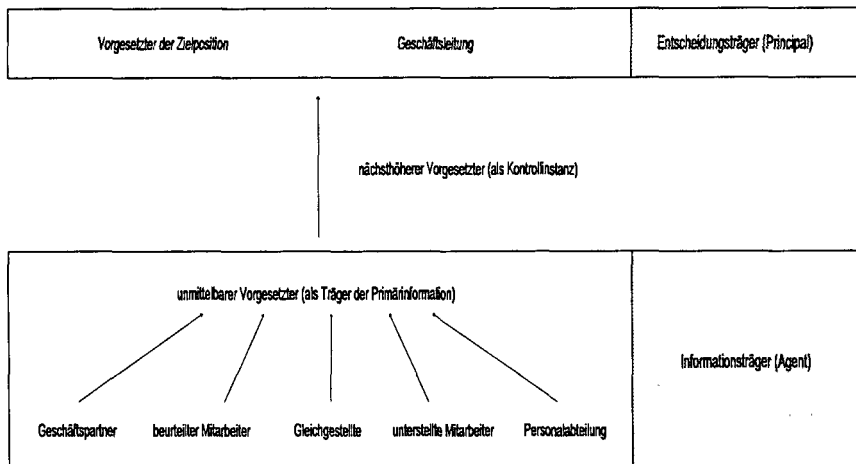 Vorgesetzter der Zielposition Geschäftsleitung Entscheidungsträger (Principal)
nächsthöherer Vorgesetzter (als Kontrollinstanz)
unmittelbarer Vorgesetzter (als Träger der Primärinformation)
Informationsträger (Agent)
Geschäftspartner beurteilter Mitarbeiter Gleichgestellte unterstellte Mitarbeiter Personalabteilung